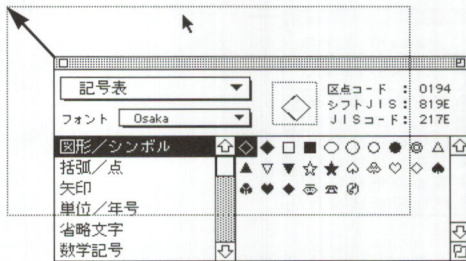 記号表
区点コード : 0194
シフトJIS : 819E
JISコード : 217E
フォント Osaka
図形／シンボル
括弧／点
矢印
単位／年号
省略文字
数学記号